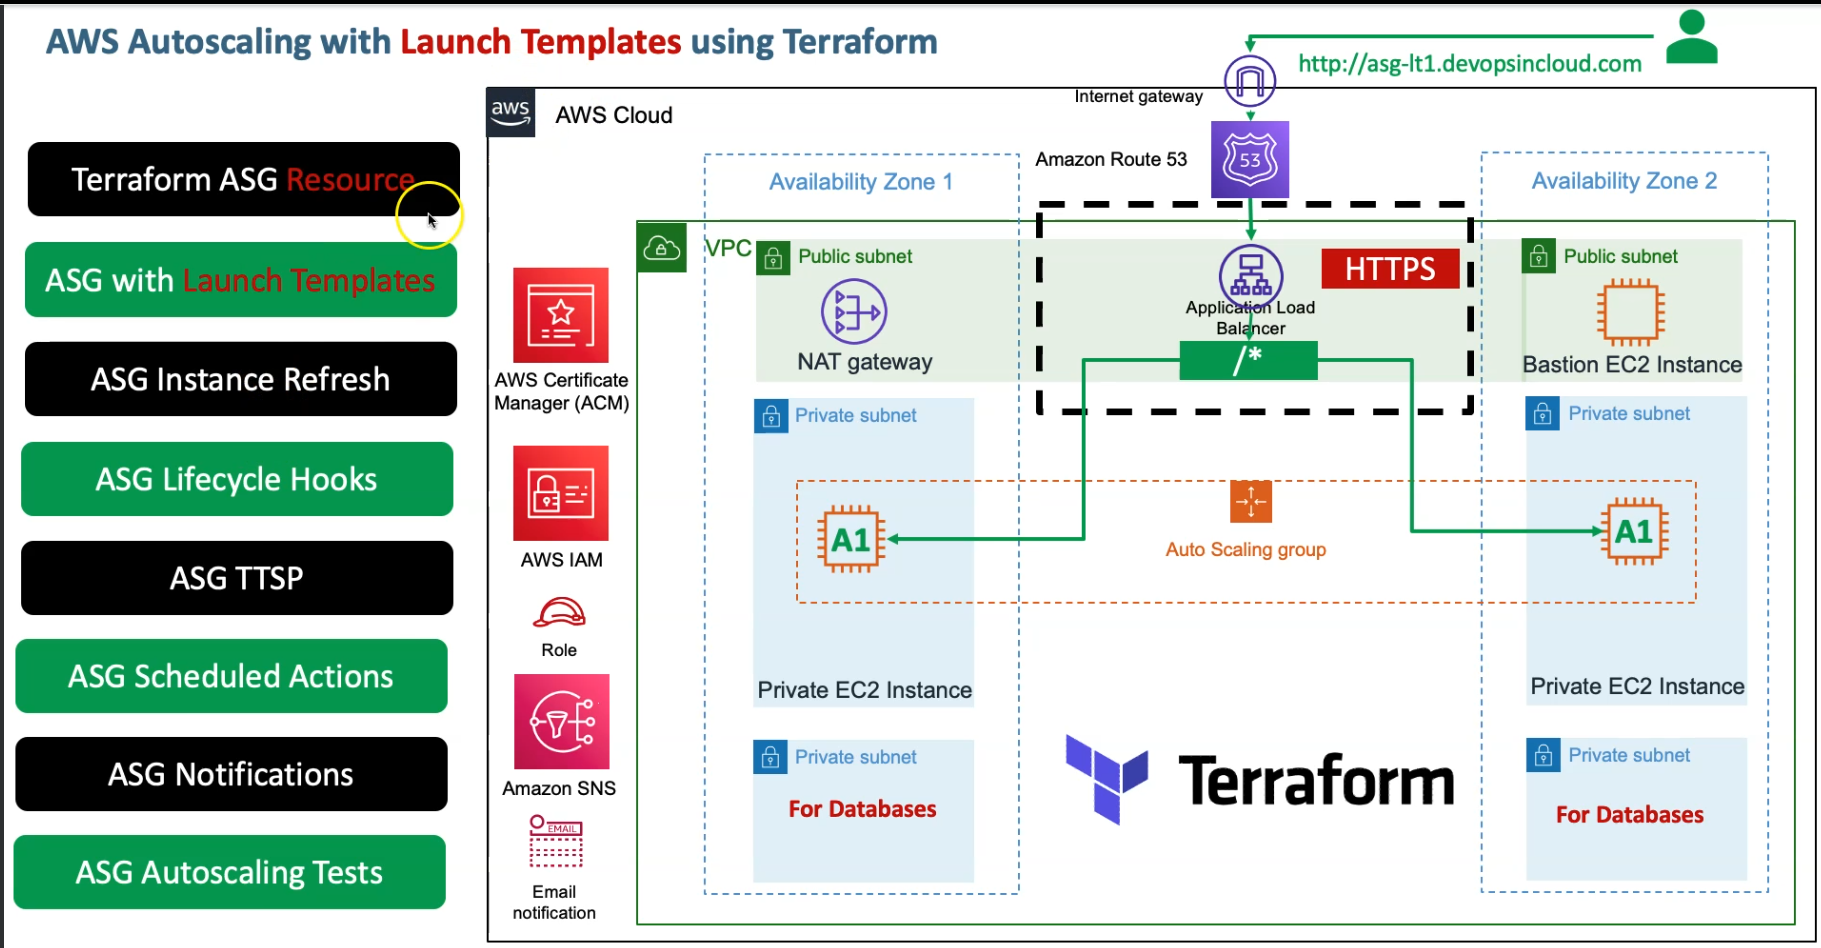 AWS Autoscaling with Launch Templates using Terraform
http://asg-lt1.devopsincloud.com
Internet gateway
aws
AWS Cloud
Amazon Route 53
53
Terraform ASG Resource
ASG with Launch Templates
ASG Instance Refresh
ASG Lifecycle Hooks
ASG TTSP
ASG Scheduled Actions
ASG Notifications
ASG Autoscaling Tests
AWS Certificate
Manager (ACM)
AWS IAM
Role
Amazon SNS
EMAIL
Email
notification
Availability Zone 1
VPC
Public subnet
NAT gateway
Private subnet
A1
Private EC2 Instance
Private subnet
For Databases
HTTPS
Application Load
Balancer
/*
Auto Scaling group
Terraform
Availability Zone 2
Public subnet
Bastion EC2 Instance
Private subnet
A1
Private EC2 Instance
Private subnet
For Databases